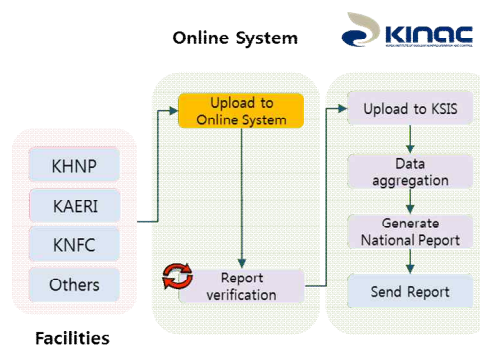 Online System
KINAC
Upload to
Online System
Upload to KSIS
KHNP
KAERI
KNFC
Others
Data
aggregation
Generate
National Peport
Report
verification
Send Report
Facilities